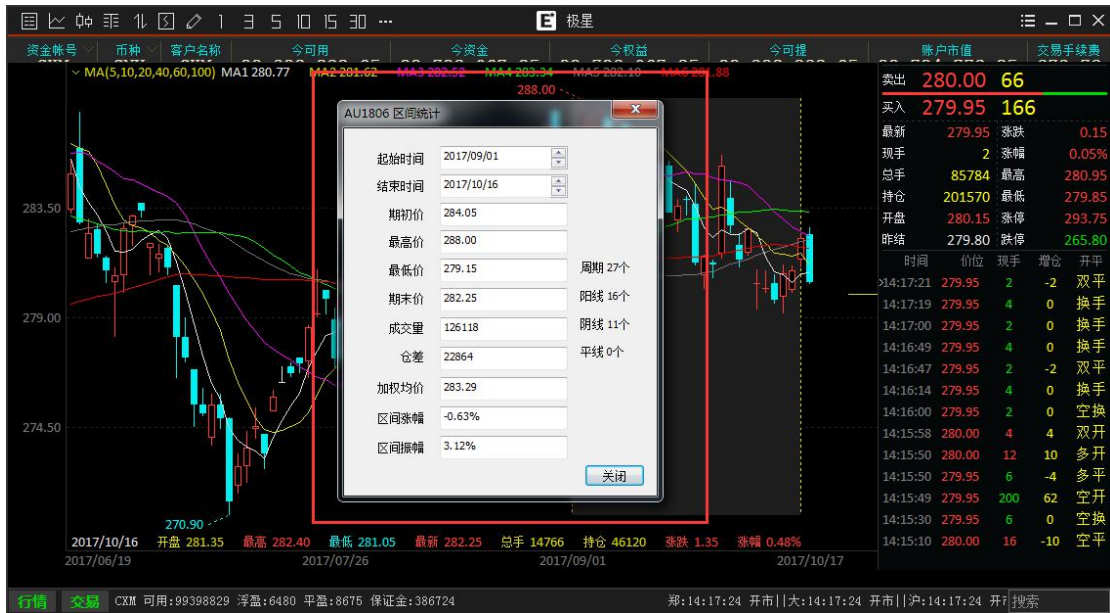 1 3 5 10 15 30 ••• E 极星
资金帐号 币种 客户名称 今可用 今资金 今权益 今可提 账户市值 交易手续费
MA(5,10,20,40,60,100) MA1 280.77 MA2 281.62 MA3 282.52 MA4 283.34 MA5 282.10
288.00
283.50
279.00
274.50
270.90
AU1806 区间统计
起始时间 2017/09/01
结束时间 2017/10/16
期初价 284.05
最高价 288.00
最低价 279.15 周期 27个
期末价 282.25 阳线 16个
成交量 126118 阴线 11个
仓差 22864 平线 0个
加权均价 283.29
区间涨幅 -0.63%
区间振幅 3.12%
关闭
2017/10/16 开盘 281.35 最高 282.40 最低 281.05 最新 282.25 总手 14766 持仓 46120 涨跌 1.35 涨幅 0.48%
2017/06/19 2017/07/26 2017/09/01 2017/10/17
卖出 280.00 66
买入 279.95 166
最新 279.95 涨跌 0.15
现手 2 涨幅 0.05%
总手 85784 最高 280.95
持仓 201570 最低 279.85
开盘 280.15 涨停 293.75
昨结 279.80 跌停 265.80
时间 价位 现手 增仓 开平
14:17:21 279.95 2 -2 双平
14:17:19 279.95 4 0 换手
14:17:00 279.95 2 0 换手
14:16:49 279.95 4 0 换手
14:16:47 279.95 2 -2 双平
14:16:14 279.95 4 0 换手
14:16:00 279.95 2 0 空换
14:15:58 280.00 4 4 双开
14:15:50 280.00 12 10 多开
14:15:50 279.95 6 -4 多平
14:15:49 279.95 200 62 空开
14:15:30 279.95 6 0 空换
14:15:10 280.00 16 -10 空平
行情 交易 CXM 可用:99398829 浮盈:6480 平盈:8675 保证金:386724 郑:14:17:24 开市||大:14:17:24 开市||沪:14:17:24 开 搜索